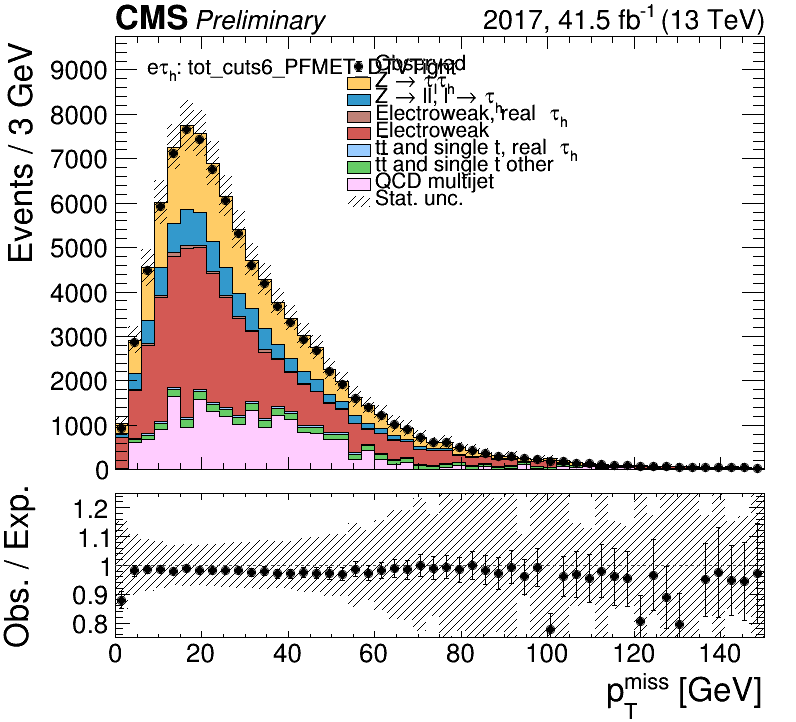 CMS Preliminary 2017, 41.5 fb⁻¹ (13 TeV)
Events / 3 GeV
9000
8000
7000
6000
5000
4000
3000
2000
1000
0
eτh: tot_cuts6_PFMET
Observed
Z → ττh
Z → ll, l → τh
Electroweak, real τh
Electroweak
tt and single t, real τh
tt and single t other
QCD multijet
Stat. unc.
Obs. / Exp.
1.2
1.1
1
0.9
0.8
0 20 40 60 80 100 120 140
pTmiss [GeV]